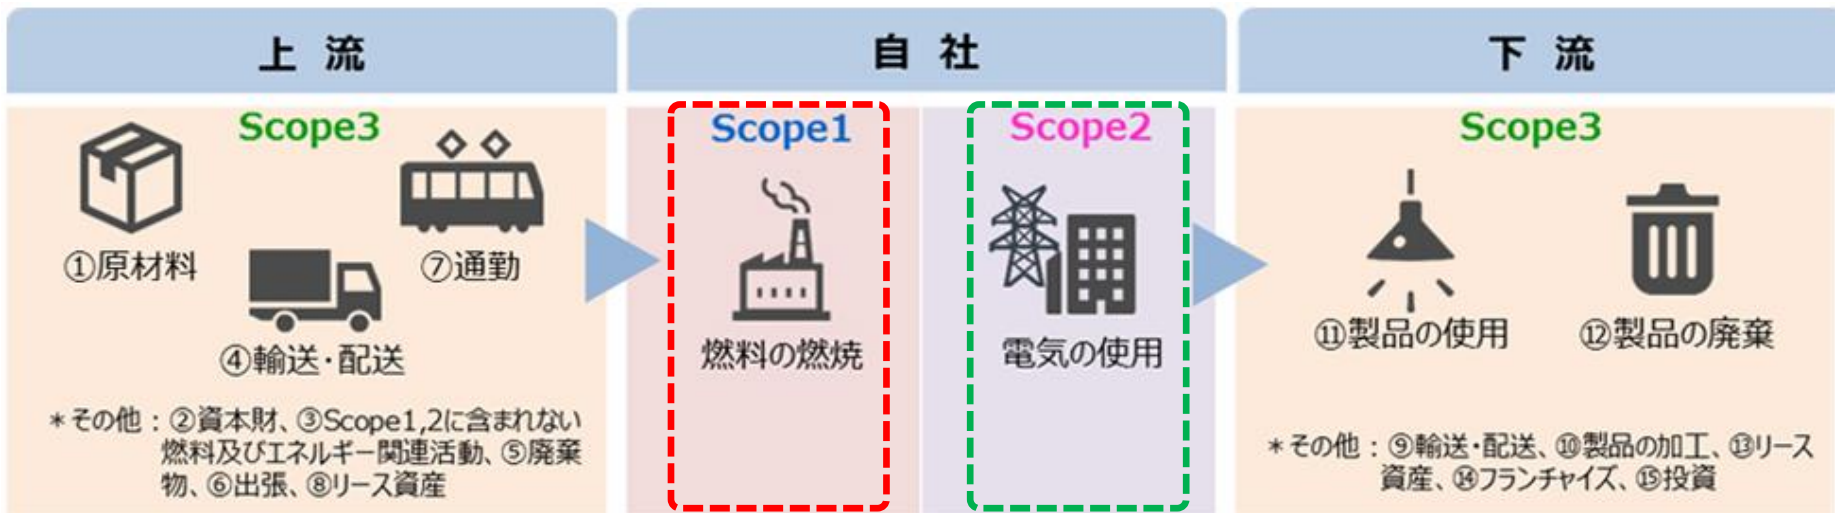 上 流
Scope3
①原材料
⑦通勤
④輸送・配送
＊その他：②資本財、③Scope1,2に含まれない
燃料及びエネルギー関連活動、⑤廃棄
物、⑥出張、⑧リース資産
自 社
Scope1
燃料の燃焼
Scope2
電気の使用
下 流
Scope3
⑪製品の使用
⑫製品の廃棄
＊その他：⑨輸送・配送、⑩製品の加工、⑬リース
資産、⑭フランチャイズ、⑮投資